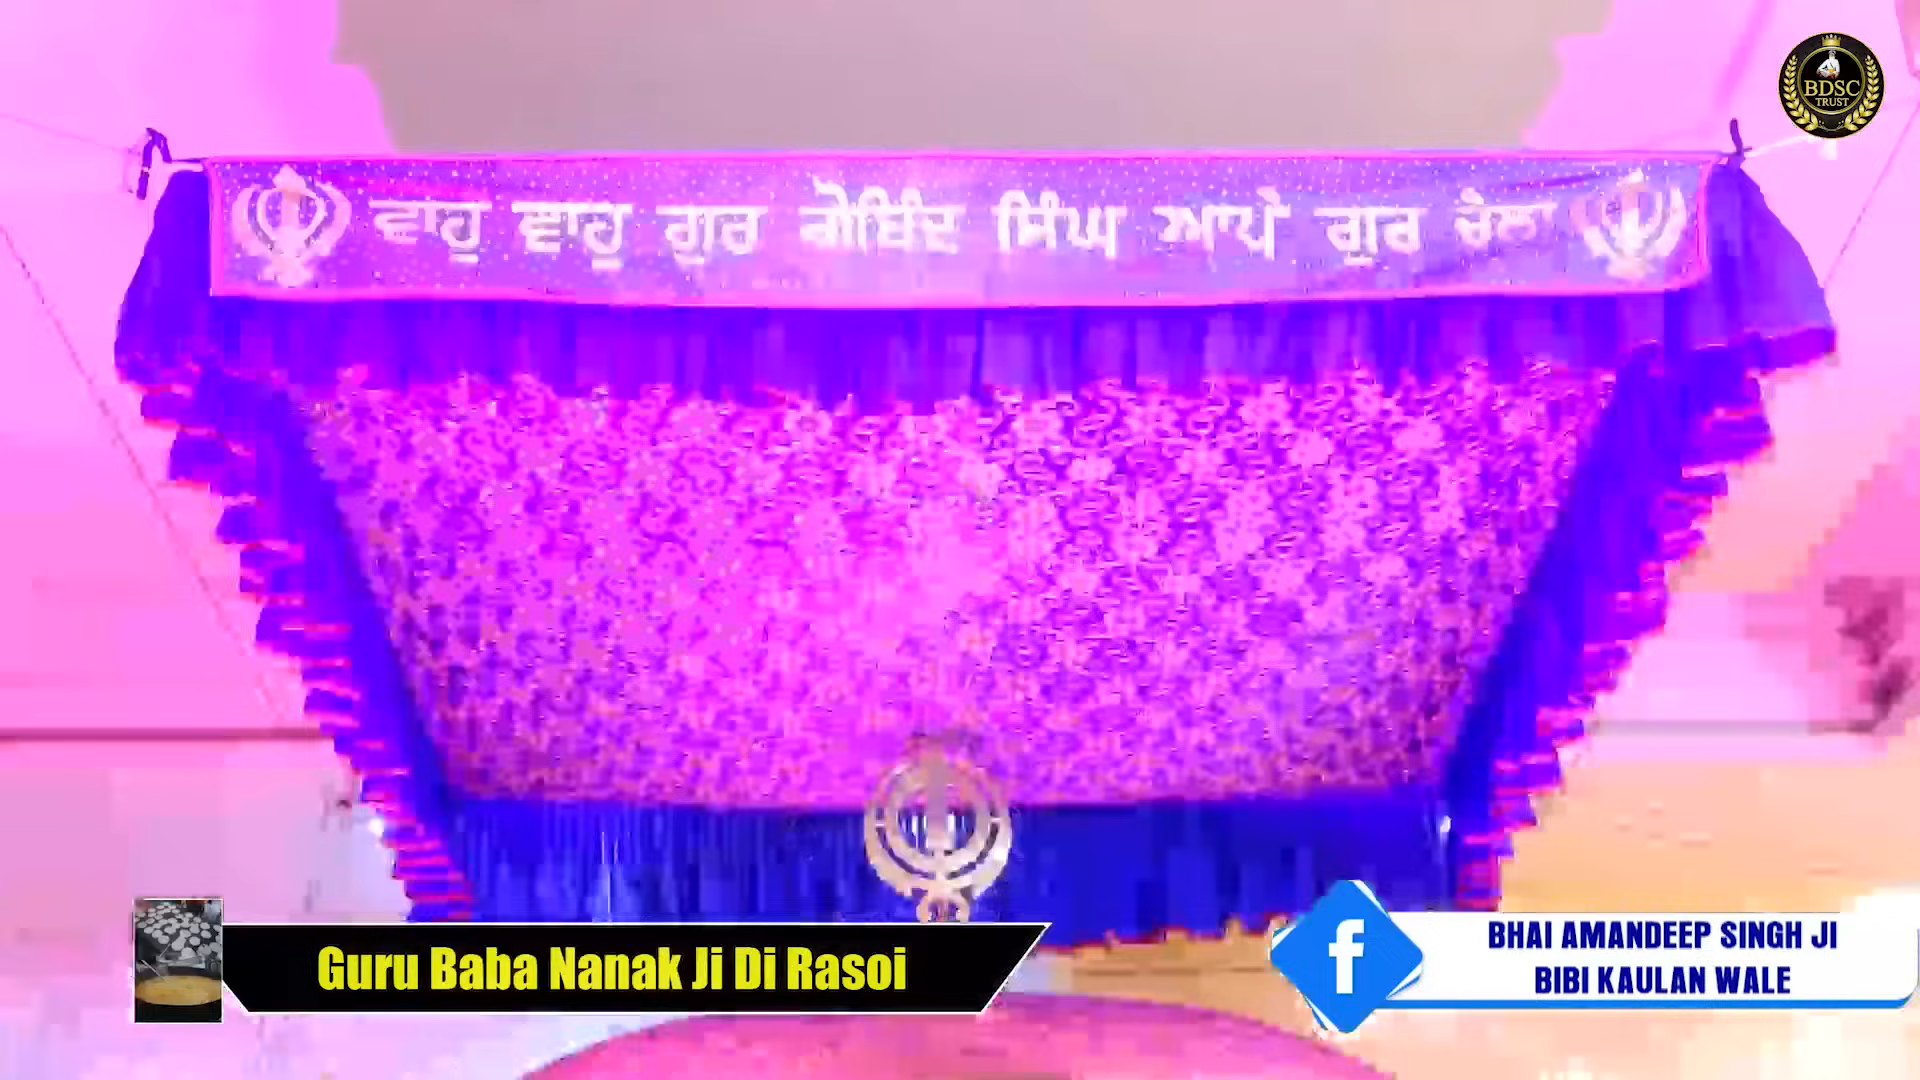 BDSC
TRUST
ਵਾਹੁ ਵਾਹੁ ਗੁਰ ਗੋਬਿੰਦ ਸਿੰਘ ਆਪੇ ਗੁਰ ਚੇਲਾ
Guru Baba Nanak Ji Di Rasoi
f
BHAI AMANDEEP SINGH JI
BIBI KAULAN WALE